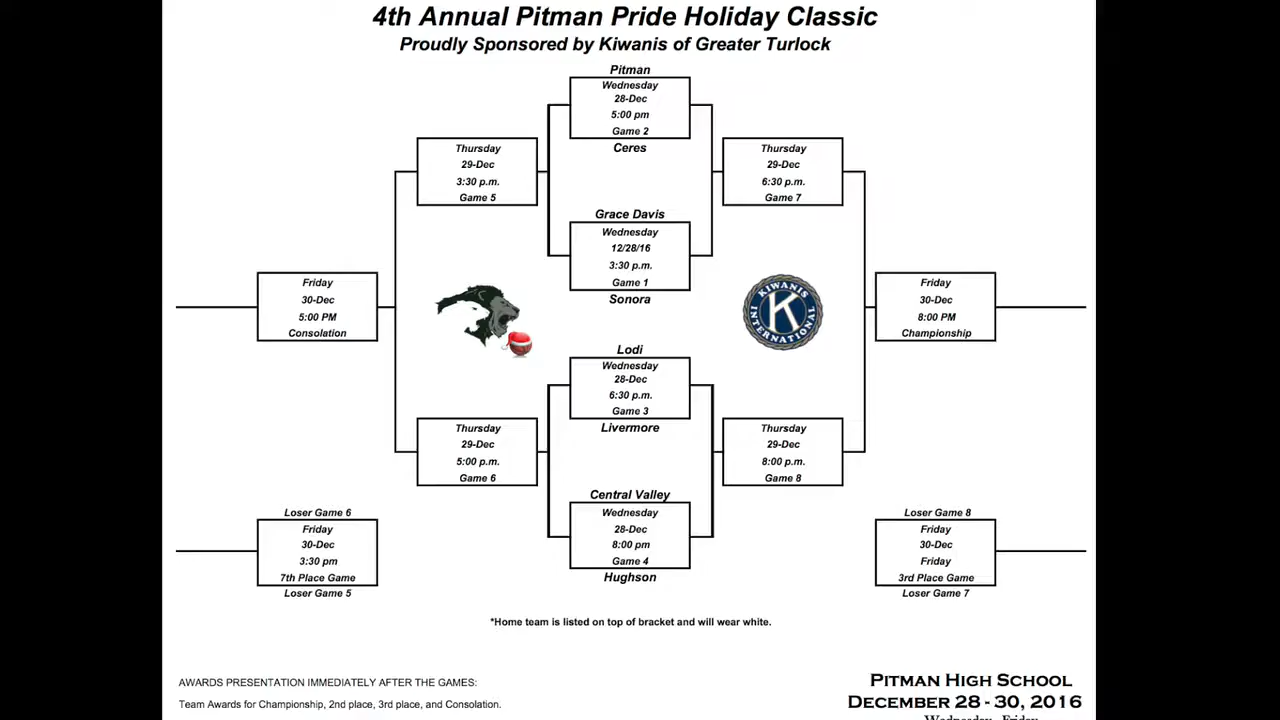 4th Annual Pitman Pride Holiday Classic
Proudly Sponsored by Kiwanis of Greater Turlock
Pitman
Wednesday
28-Dec
5:00 pm
Game 2
Ceres
Thursday
29-Dec
3:30 p.m.
Game 5
Thursday
29-Dec
6:30 p.m.
Game 7
Grace Davis
Wednesday
12/28/16
3:30 p.m.
Game 1
Sonora
Friday
30-Dec
5:00 PM
Consolation
KIWANIS
K
INTERNATIONAL
Friday
30-Dec
8:00 PM
Championship
Lodi
Wednesday
28-Dec
6:30 p.m.
Game 3
Livermore
Thursday
29-Dec
5:00 p.m.
Game 6
Thursday
29-Dec
8:00 p.m.
Game 8
Central Valley
Wednesday
28-Dec
8:00 pm
Game 4
Hughson
Loser Game 6
Friday
30-Dec
3:30 pm
7th Place Game
Loser Game 5
Loser Game 8
Friday
30-Dec
Friday
3rd Place Game
Loser Game 7
*Home team is listed on top of bracket and will wear white.
AWARDS PRESENTATION IMMEDIATELY AFTER THE GAMES:
Team Awards for Championship, 2nd place, 3rd place, and Consolation.
PITMAN HIGH SCHOOL
DECEMBER 28 - 30, 2016
Wednesday - Friday